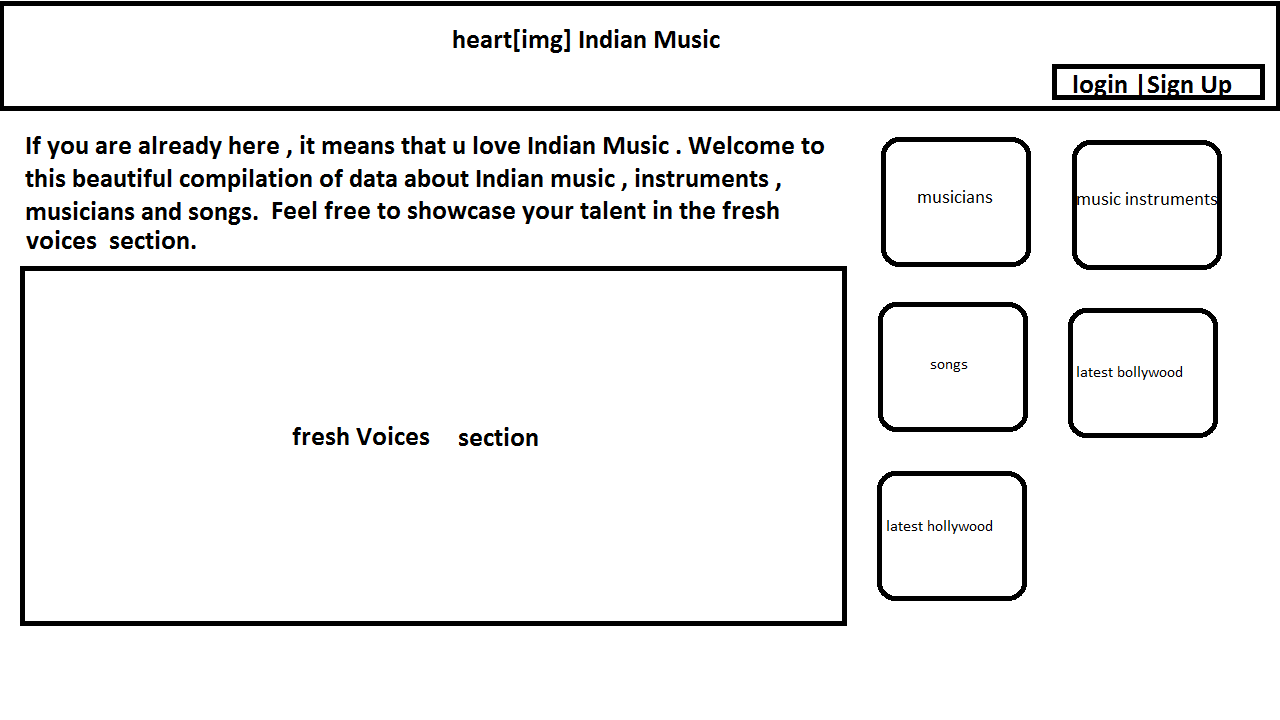 heart[img] Indian Music
login |Sign Up
If you are already here , it means that u love Indian Music . Welcome to
this beautiful compilation of data about Indian music , instruments ,
musicians and songs.  Feel free to showcase your talent in the fresh
voices  section.
fresh Voices  section
musicians
music instruments
songs
latest bollywood
latest hollywood